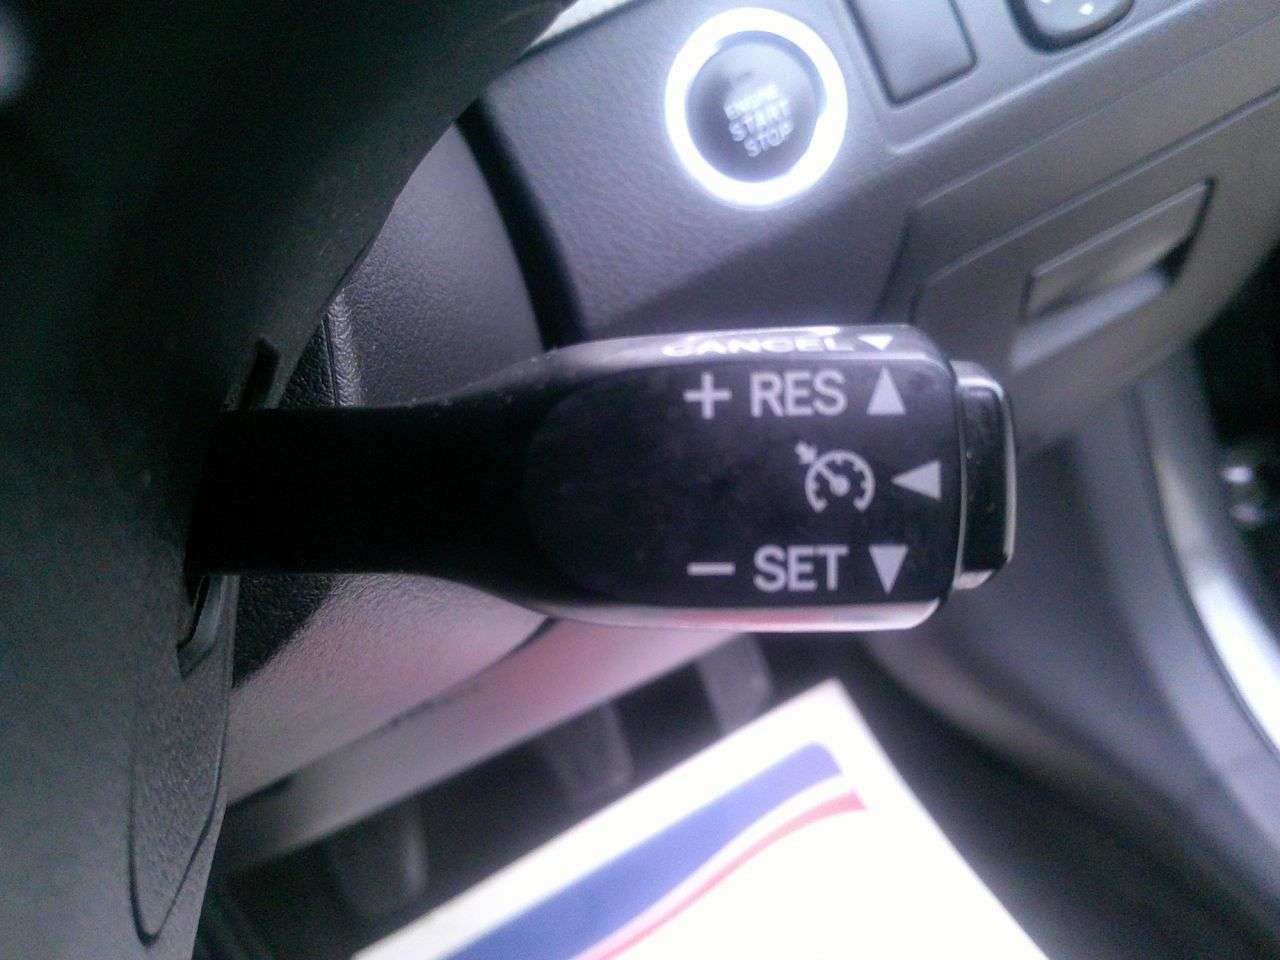 ENGINE
START
STOP
CANCEL
+ RES
- SET